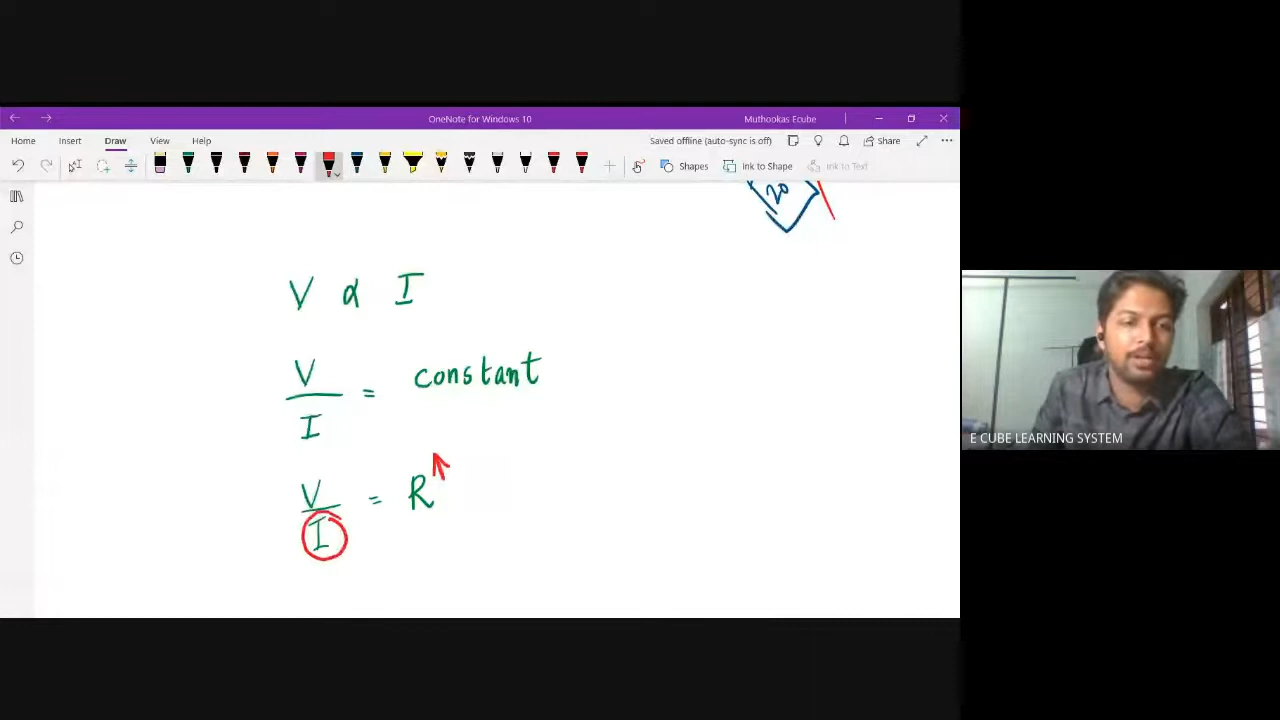 OneNote for Windows 10
Muthookas Ecube
Home Insert Draw View Help
Saved offline (auto-sync is off)
Share
Shapes
Ink to Shape
Ink to Text
20
V α I
V
I
= constant
V
I
= R ↑
E CUBE LEARNING SYSTEM